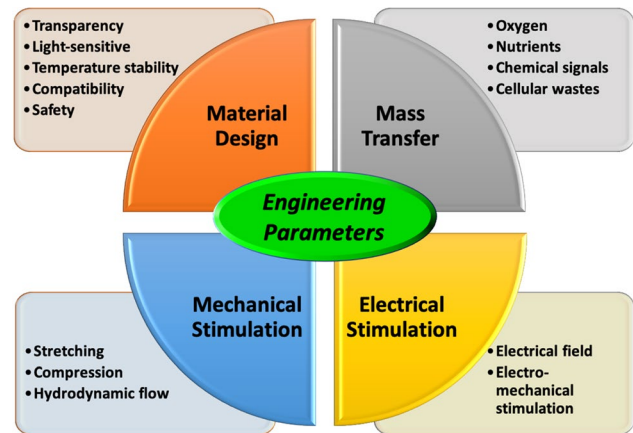 • Transparency
• Light-sensitive
• Temperature stability
• Compatibility
• Safety
• Oxygen
• Nutrients
• Chemical signals
• Cellular wastes
Material
Design
Mass
Transfer
Engineering
Parameters
Mechanical
Stimulation
Electrical
Stimulation
• Stretching
• Compression
• Hydrodynamic flow
• Electrical field
• Electro-
mechanical
stimulation